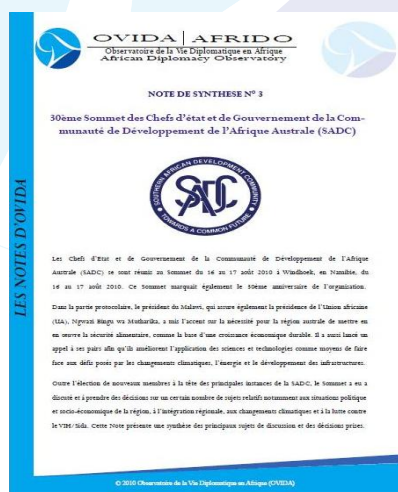 OVIDA | AFRIDO
Observatoire de la Vie Diplomatique en Afrique
African Diplomacy Observatory
NOTE DE SYNTHESE N° 3
30ème Sommet des Chefs d'état et de Gouvernement de la Com-
munauté de Développement de l'Afrique Australe (SADC)
SOUTHERN AFRICAN DEVELOPMENT COMMUNITY
SADC
TOWARDS A COMMON FUTURE
LES NOTES D'OVIDA
Les Chefs d'Etat et de Gouvernement de la Communauté de Développement de l'Afrique
Australe (SADC) se sont réunis au Sommet du 16 au 17 août 2010 à Windhoek, en Namibie, du
16 au 17 août 2010. Ce Sommet marquait également le 30ème anniversaire de l'organisation.
Dans la partie protocolaire, le président du Malawi, qui assure également la présidence de l'Union africaine
(UA), Ngwazi Bingu wa Mutharika, a mis l'accent sur la nécessité pour la région australe de mettre en
en œuvre la sécurité alimentaire, comme la base d'une croissance économique durable. Il a aussi lancé un
appel à ses pairs afin qu'ils améliorent l'application des sciences et technologies comme moyens de faire
face aux défis posés par les changements climatiques, l'énergie et le développement des infrastructures.
Outre l'élection de nouveaux membres à la tête des principales instances de la SADC, le Sommet a eu a
discuté et à prendre des décisions sur un certain nombre de sujets relatifs notamment aux situations politique
et socio-économique de la région, à l'intégration régionale, aux changements climatiques et à la lutte contre
le VIH/Sida. Cette Note présente une synthèse des principaux sujets de discussion et des décisions prises.
© 2010 Observatoire de la Vie Diplomatique en Afrique (OVIDA)